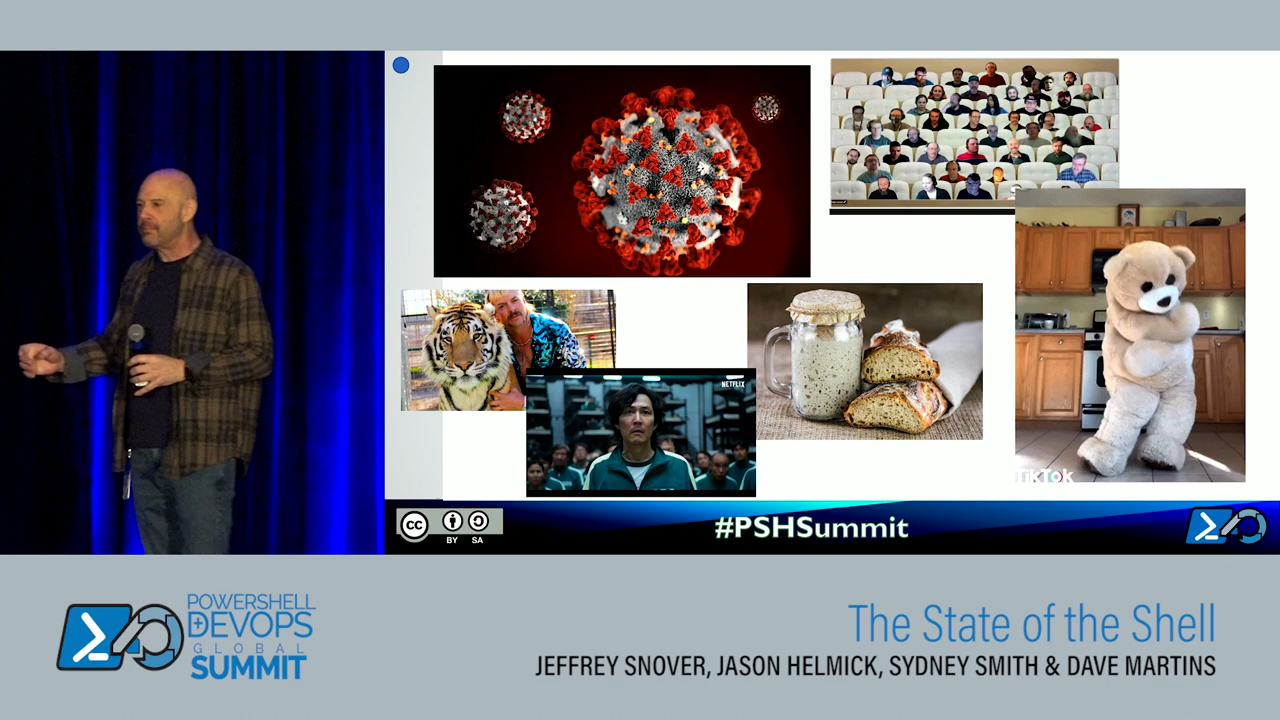 NETFLIX
TikTok
BY SA
#PSHSummit
POWERSHELL
+DEVOPS
GLOBAL
SUMMIT
The State of the Shell
JEFFREY SNOVER, JASON HELMICK, SYDNEY SMITH & DAVE MARTINS
cc